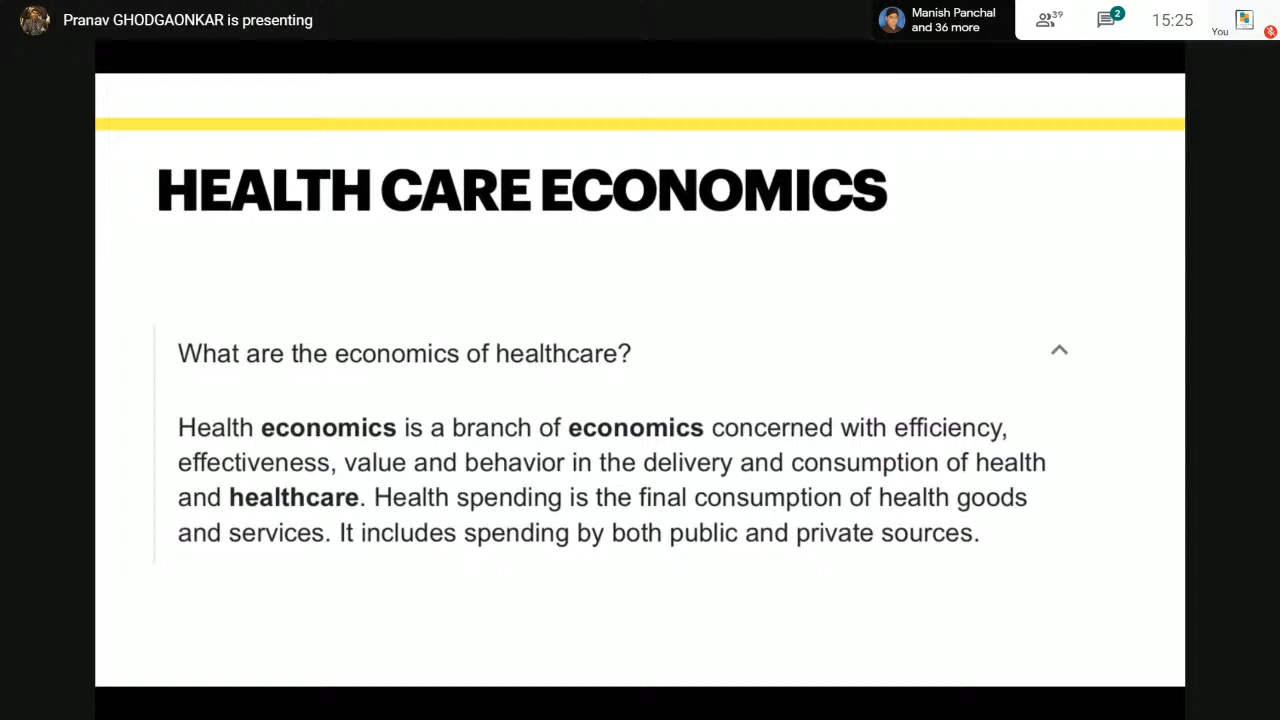 Pranav GHODGAONKAR is presenting
Manish Panchal
and 36 more
39
2
15:25
You
HEALTH CARE ECONOMICS
What are the economics of healthcare?
Health economics is a branch of economics concerned with efficiency,
effectiveness, value and behavior in the delivery and consumption of health
and healthcare. Health spending is the final consumption of health goods
and services. It includes spending by both public and private sources.